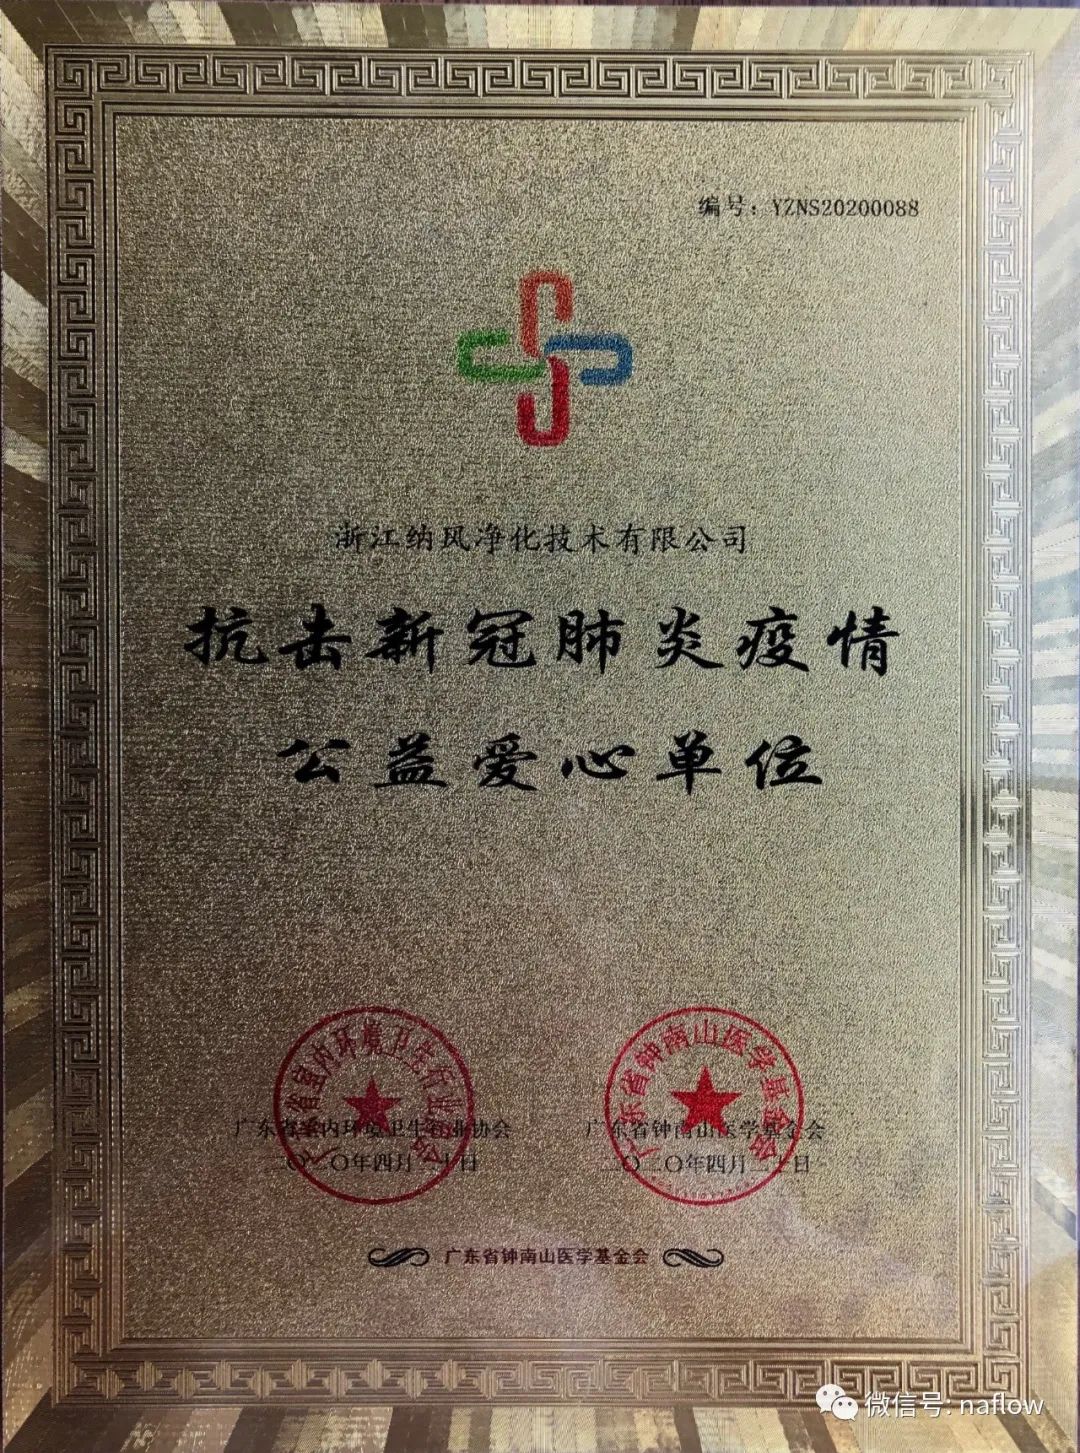 编号：YZNS20200088
浙江纳风净化技术有限公司
抗击新冠肺炎疫情
公益爱心单位
广东省室内环境卫生行业协会
二〇二〇年四月二十日
广东省钟南山医学基金会
二〇二〇年四月二十日
广东省钟南山医学基金会
微信号: naflow